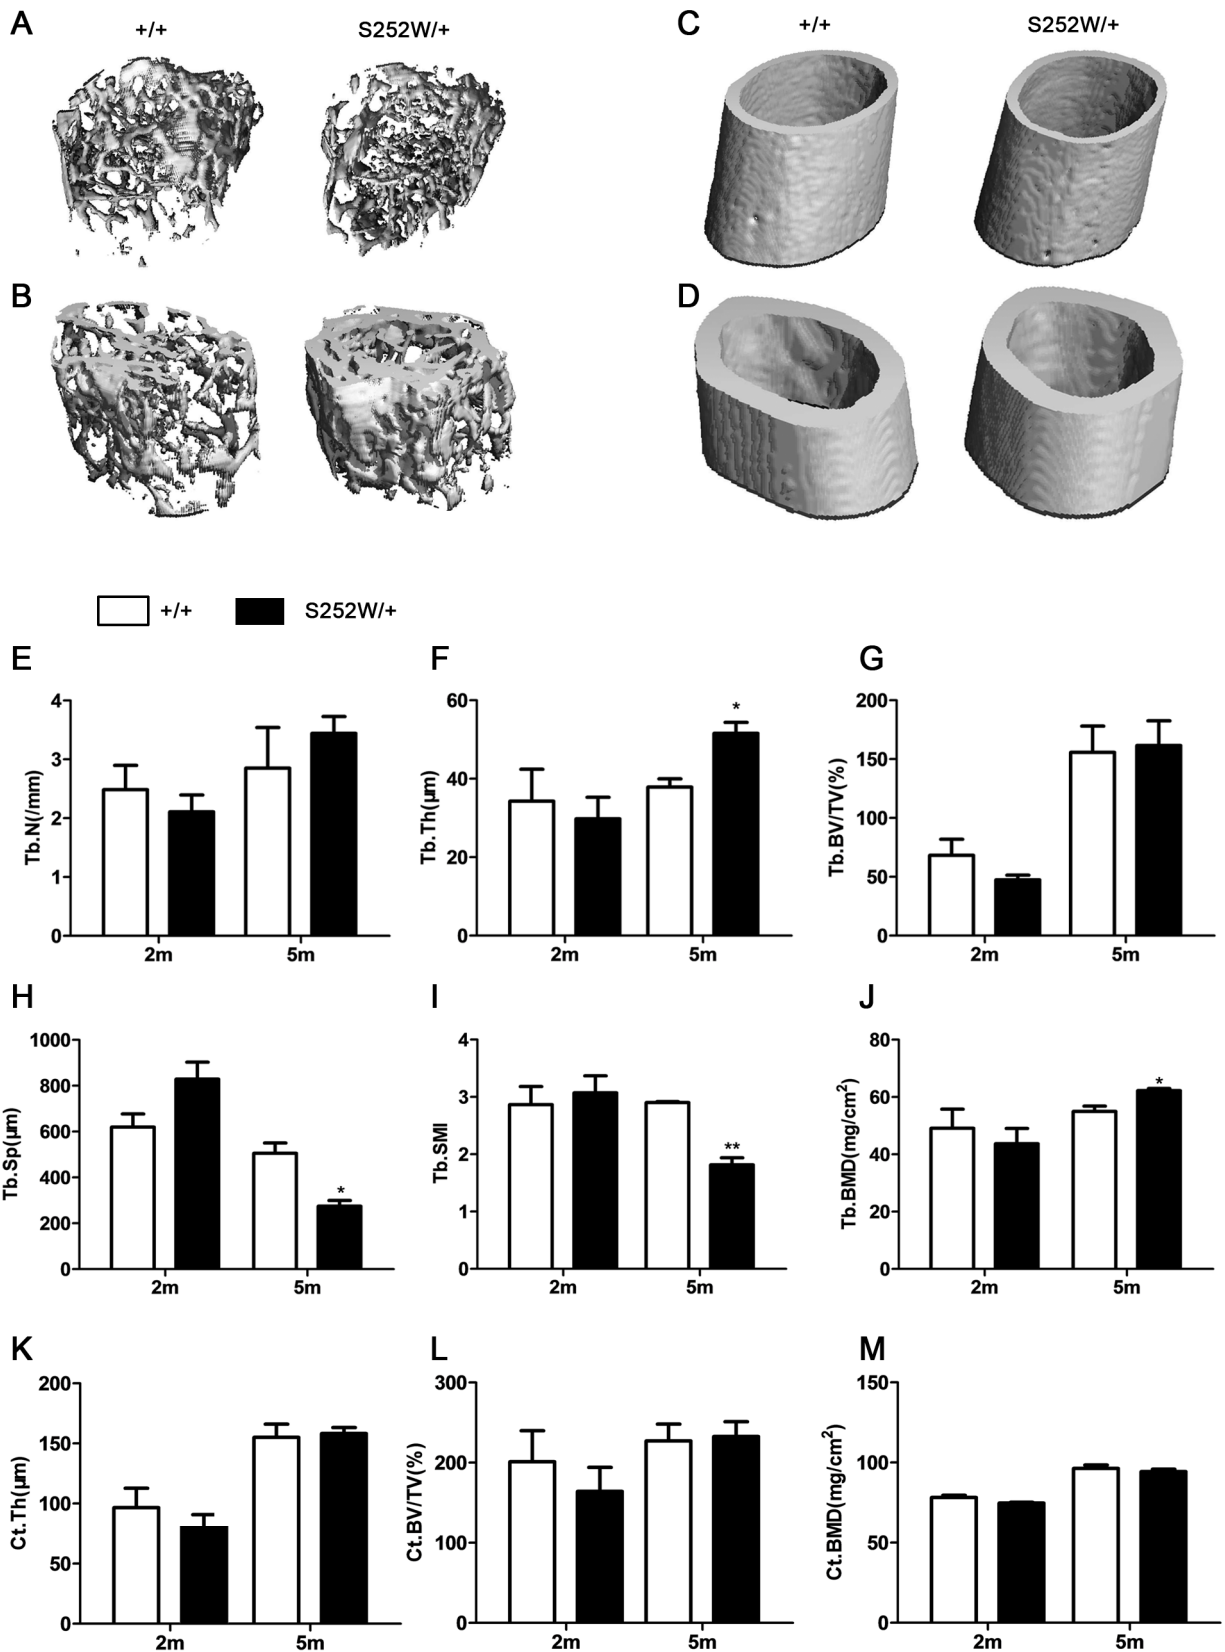 A +/+ S252W/+ C +/+ S252W/+
B D
+/+ S252W/+
E F G
4 3 2 1 0
Tb.N(/mm)
2m 5m
60 40 20 0
Tb.Th(μm)
*
2m 5m
200 150 100 50 0
Tb.BV/TV(%)
2m 5m
H I J
1000 800 600 400 200 0
Tb.Sp(μm)
*
2m 5m
4 3 2 1 0
Tb.SMI
**
2m 5m
80 60 40 20 0
Tb.BMD(mg/cm²)
*
2m 5m
K L M
200 150 100 50 0
Ct.Th(μm)
2m 5m
300 200 100 0
Ct.BV/TV(%)
2m 5m
150 100 50 0
Ct.BMD(mg/cm²)
2m 5m